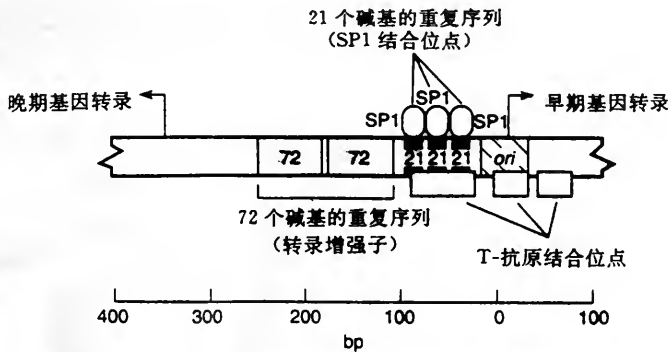 21 个碱基的重复序列
(SP1 结合位点)
SP1
SP1 SP1
晚期基因转录 早期基因转录
72 72 21 21 21 ori
72 个碱基的重复序列
(转录增强子)
T-抗原结合位点
400 300 200 100 0 100
bp